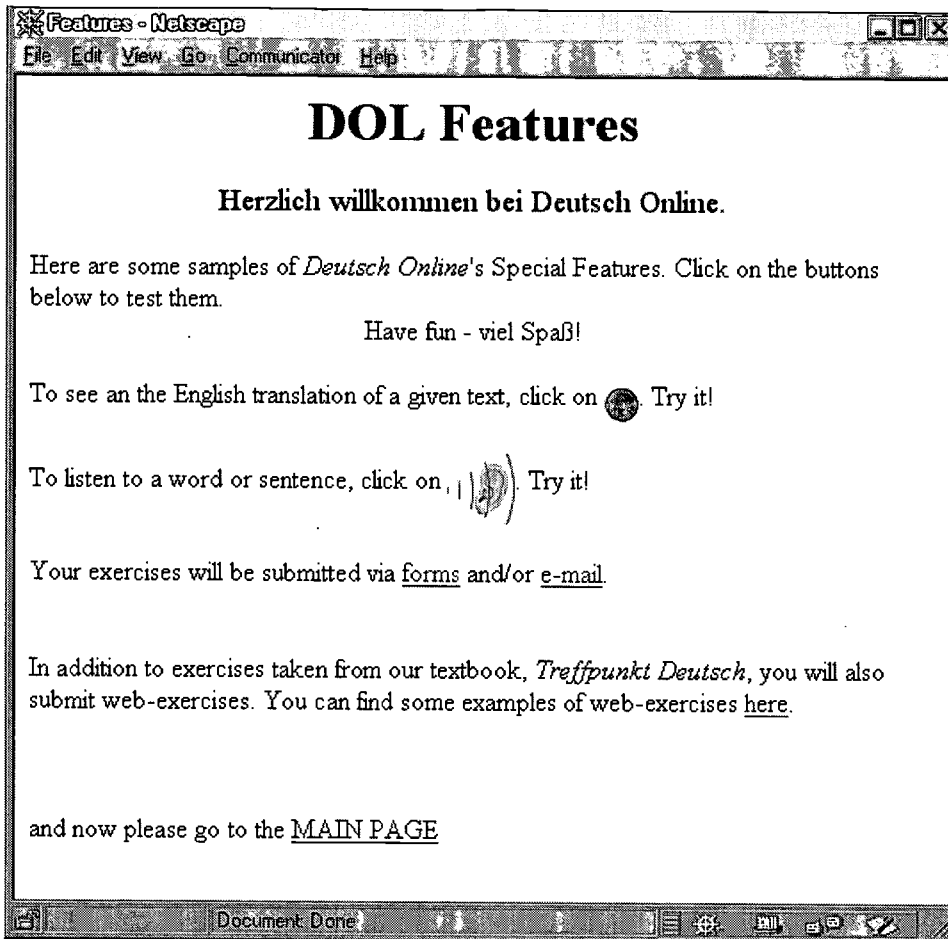 Features - Netscape
File Edit View Go Communicator Help
DOL Features
Herzlich willkommen bei Deutsch Online.
Here are some samples of Deutsch Online's Special Features. Click on the buttons
below to test them.
Have fun - viel Spaß!
To see an the English translation of a given text, click on . Try it!
To listen to a word or sentence, click on . Try it!
Your exercises will be submitted via forms and/or e-mail.
In addition to exercises taken from our textbook, Treffpunkt Deutsch, you will also
submit web-exercises. You can find some examples of web-exercises here.
and now please go to the MAIN PAGE
Document: Done